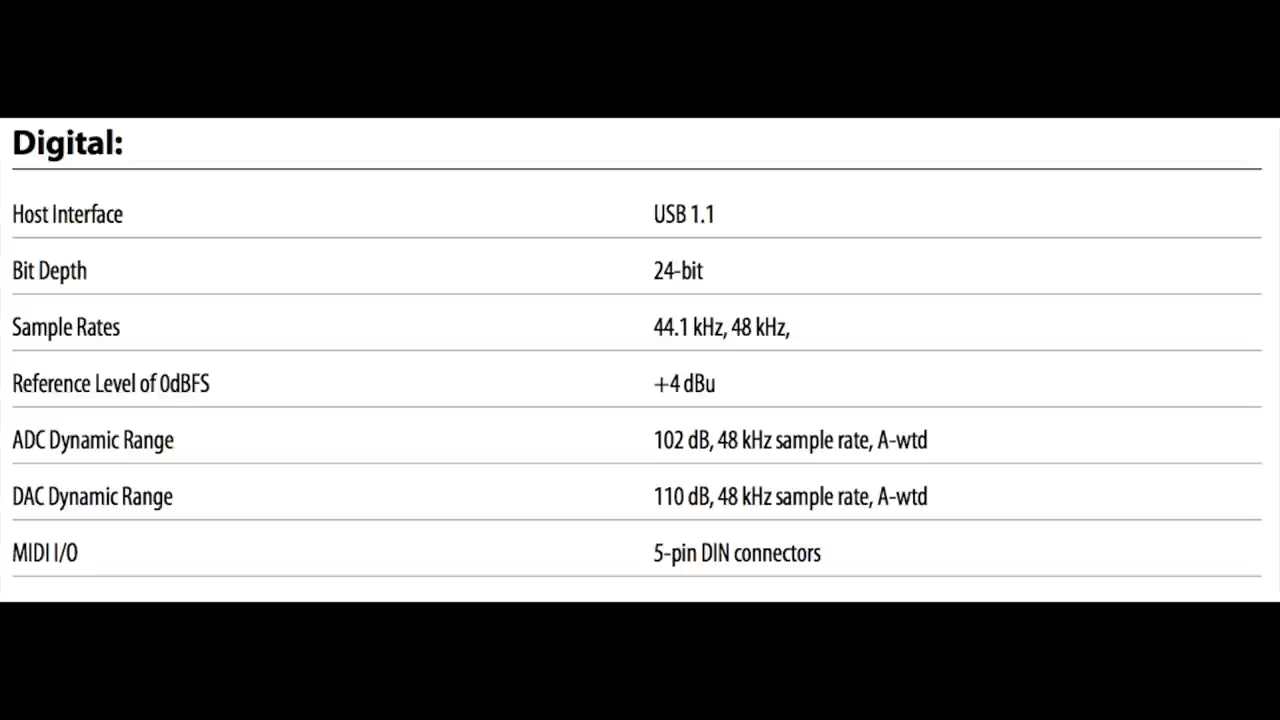 Digital:
Host Interface USB 1.1
Bit Depth 24-bit
Sample Rates 44.1 kHz, 48 kHz,
Reference Level of 0dBFS +4 dBu
ADC Dynamic Range 102 dB, 48 kHz sample rate, A-wtd
DAC Dynamic Range 110 dB, 48 kHz sample rate, A-wtd
MIDI I/O 5-pin DIN connectors